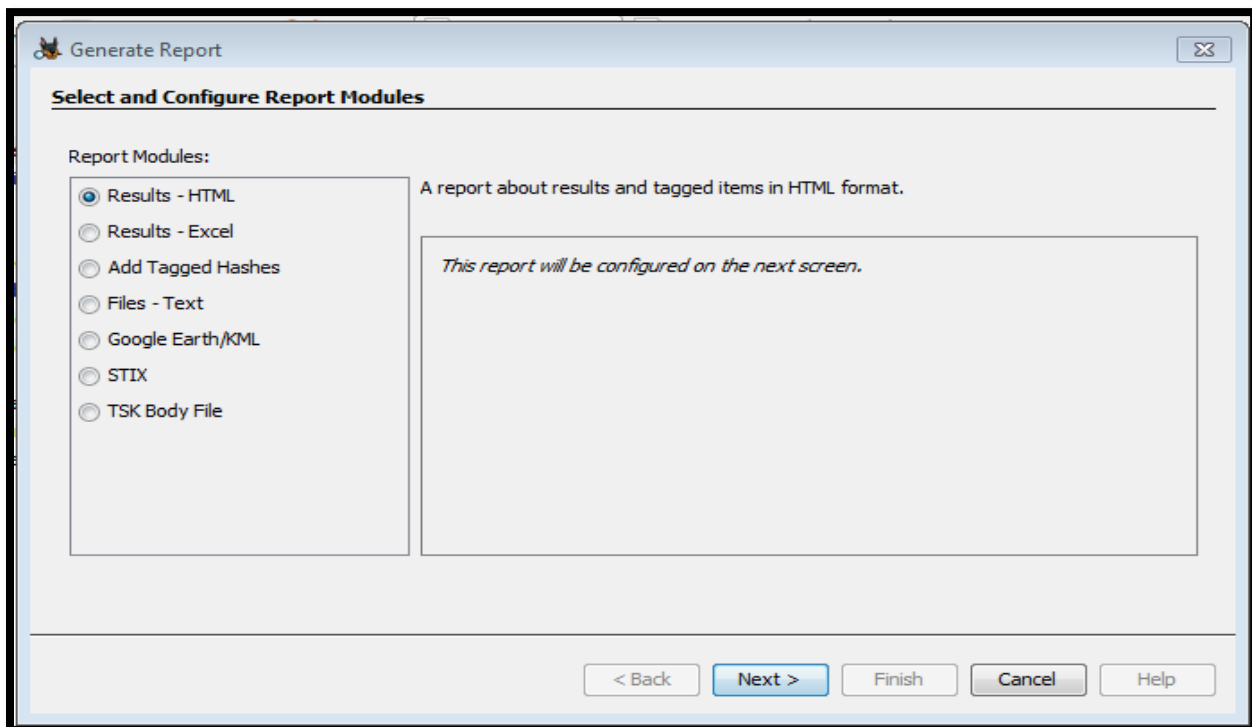 Generate Report
Select and Configure Report Modules
Report Modules:
Results - HTML
Results - Excel
Add Tagged Hashes
Files - Text
Google Earth/KML
STIX
TSK Body File
A report about results and tagged items in HTML format.
This report will be configured on the next screen.
< Back
Next >
Finish
Cancel
Help